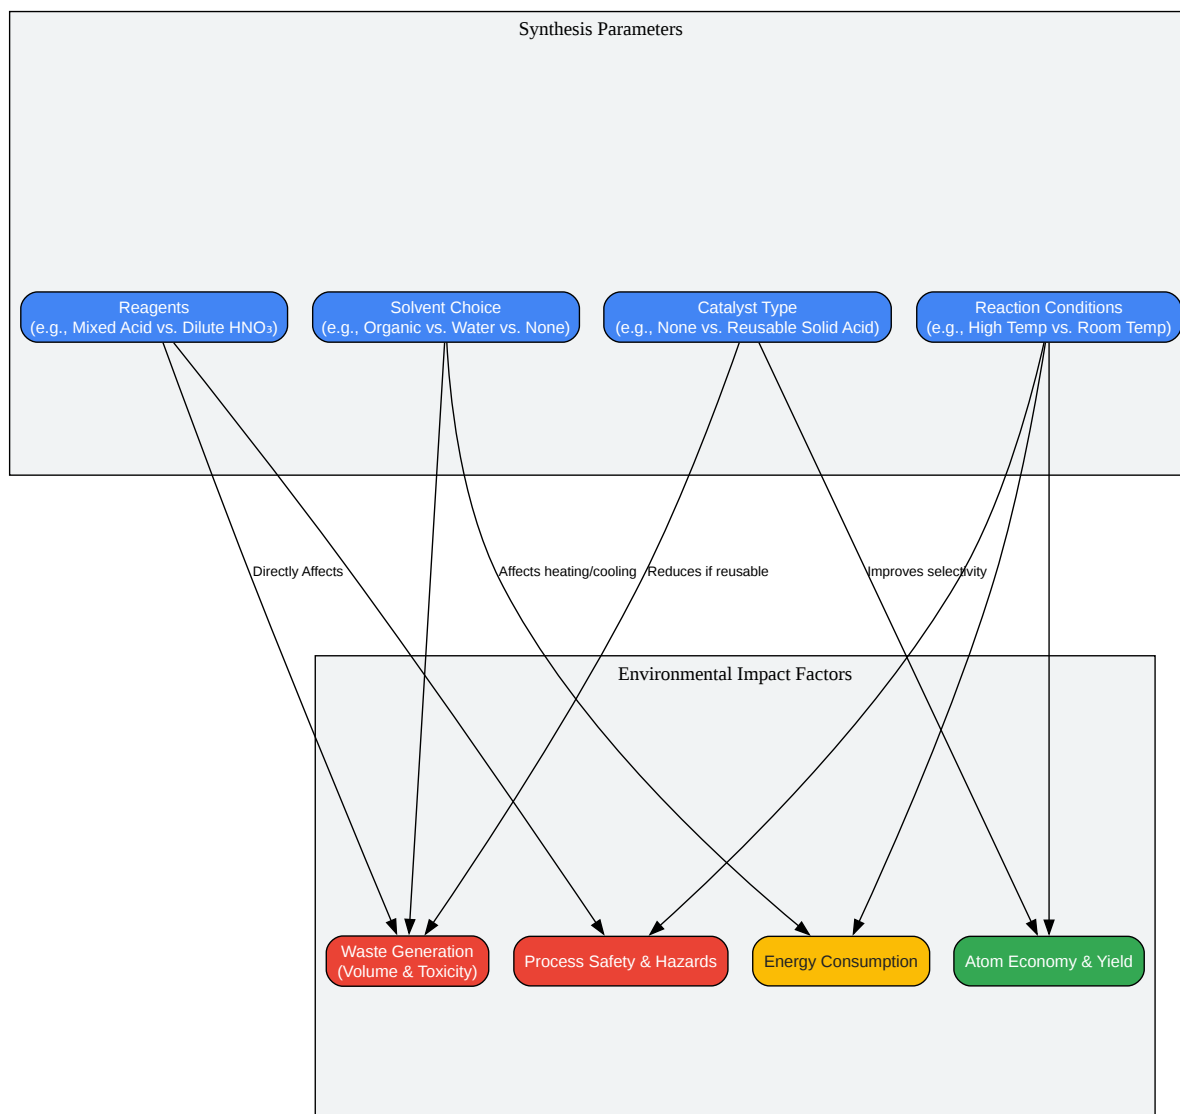 Synthesis Parameters
Reagents
(e.g., Mixed Acid vs. Dilute HNO₃)
Solvent Choice
(e.g., Organic vs. Water vs. None)
Catalyst Type
(e.g., None vs. Reusable Solid Acid)
Reaction Conditions
(e.g., High Temp vs. Room Temp)
Directly Affects
Affects heating/cooling
Reduces if reusable
Improves selectivity
Environmental Impact Factors
Waste Generation
(Volume & Toxicity)
Process Safety & Hazards
Energy Consumption
Atom Economy & Yield